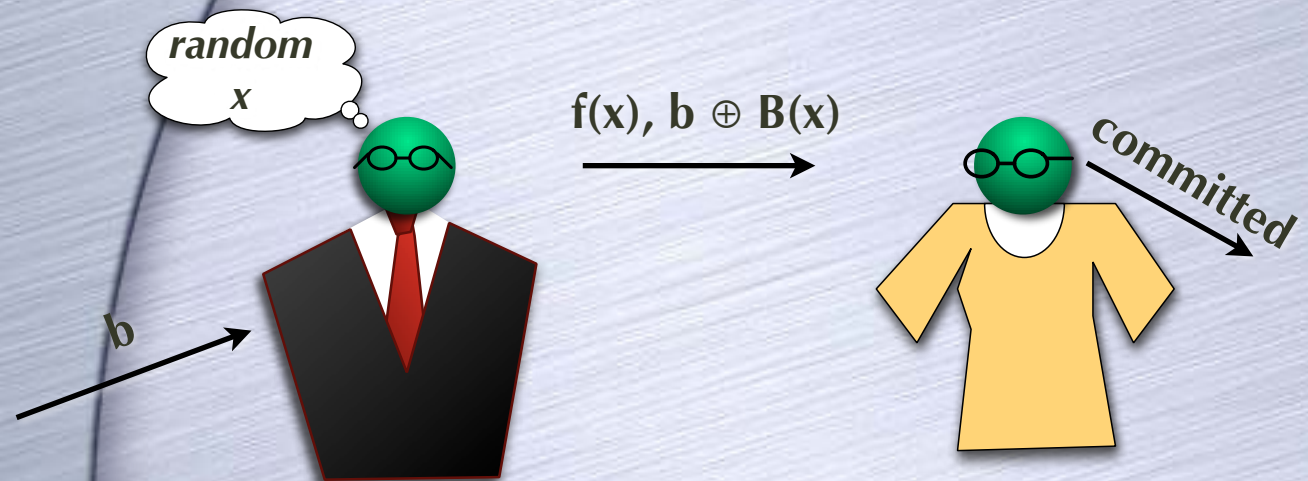 random
x
f(x), b ⊕ B(x)
committed
b